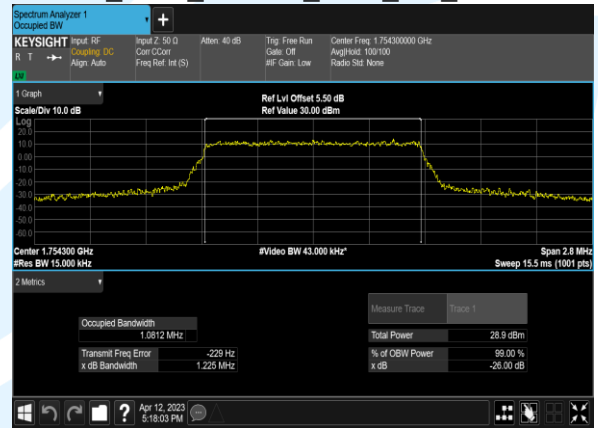 Spectrum Analyzer 1
Occupied BW
+
KEYSIGHT Input: RF Input Z: 50 Ω Atten: 40 dB Trig: Free Run Center Freq: 1.754300000 GHz
R T Coupling: DC Corr CCorr Gate: Off Avg|Hold: 100/100
Align: Auto Freq Ref: Int (S) #IF Gain: Low Radio Std: None
LXI
1 Graph
Ref Lvl Offset 5.50 dB
Scale/Div 10.0 dB Ref Value 30.00 dBm
Log
20.0
10.0
0.00
-10.0
-20.0
-30.0
-40.0
-50.0
-60.0
Center 1.754300 GHz #Video BW 43.000 kHz* Span 2.8 MHz
#Res BW 15.000 kHz Sweep 15.5 ms (1001 pts)
2 Metrics
Measure Trace Trace 1
Occupied Bandwidth
1.0812 MHz Total Power 28.9 dBm
Transmit Freq Error -229 Hz % of OBW Power 99.00 %
x dB Bandwidth 1.225 MHz x dB -26.00 dB
? Apr 12, 2023
5:18:03 PM